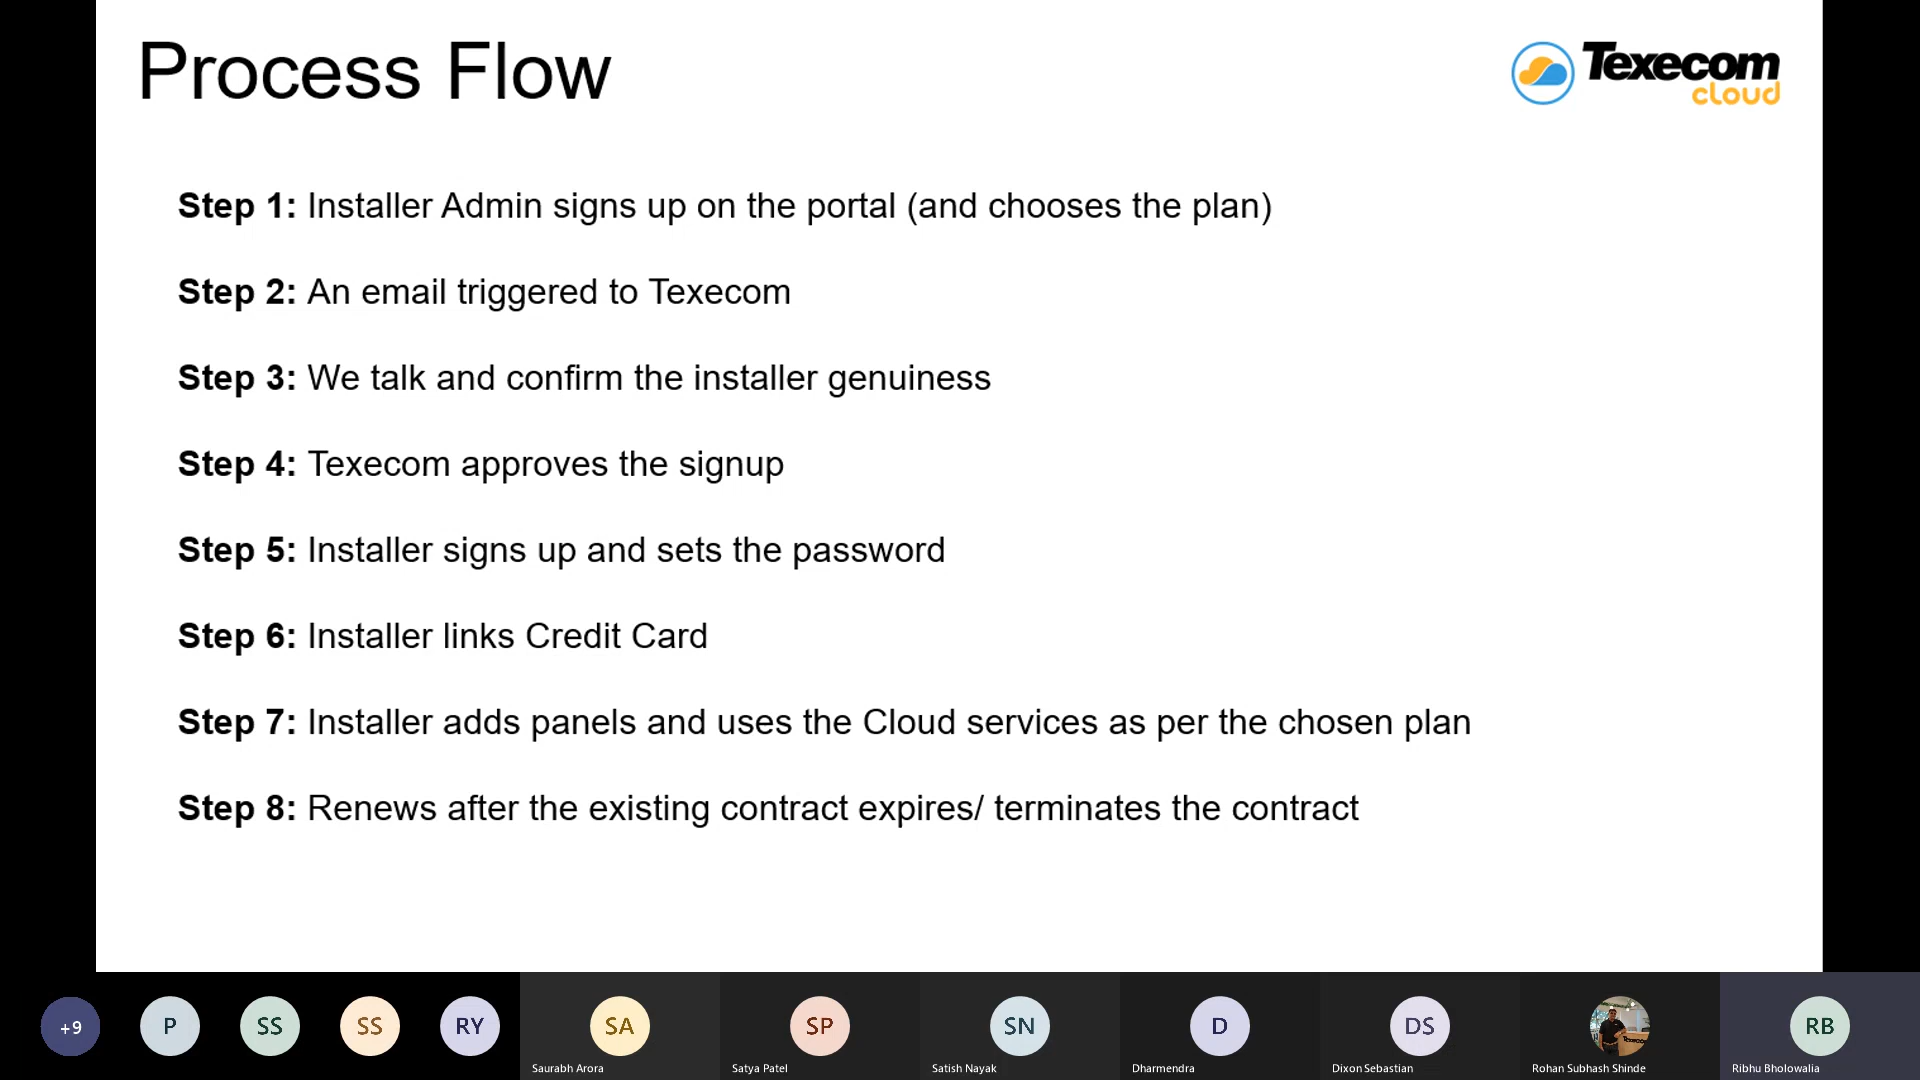 Process Flow
Texecom
cloud
Step 1: Installer Admin signs up on the portal (and chooses the plan)
Step 2: An email triggered to Texecom
Step 3: We talk and confirm the installer genuiness
Step 4: Texecom approves the signup
Step 5: Installer signs up and sets the password
Step 6: Installer links Credit Card
Step 7: Installer adds panels and uses the Cloud services as per the chosen plan
Step 8: Renews after the existing contract expires/ terminates the contract
+9 P SS SS RY SA SP SN D DS RB
Saurabh Arora Satya Patel Satish Nayak Dharmendra Dixon Sebastian Rohan Subhash Shinde Ribhu Bholowalia